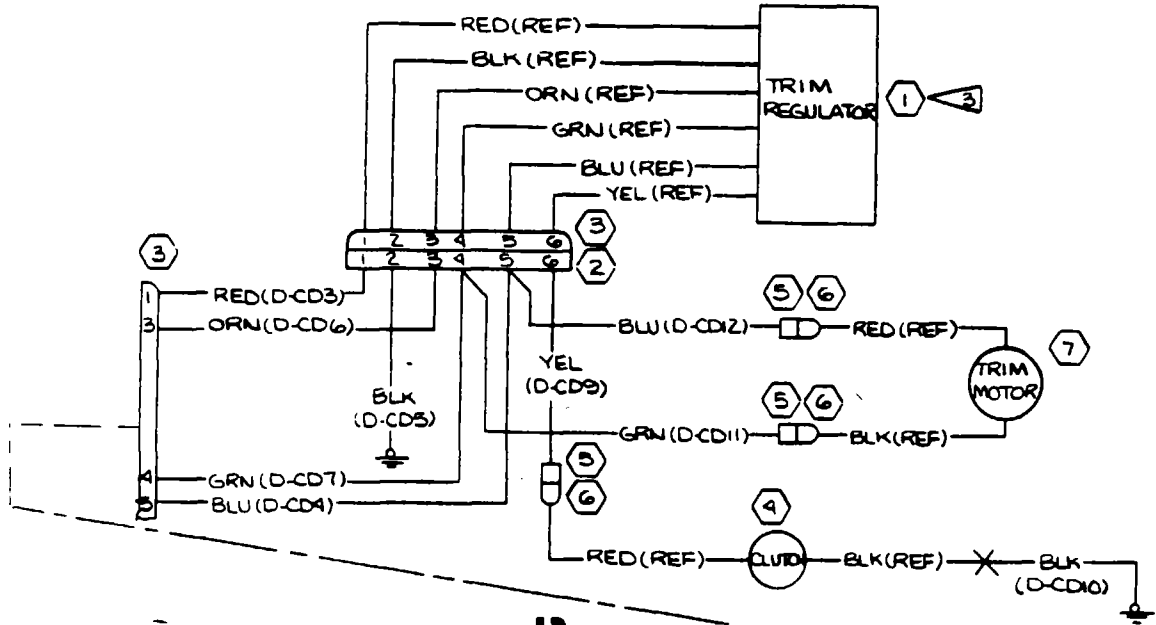 RED (REF)
BLK (REF)
ORN (REF)
GRN (REF)
BLU (REF)
YEL (REF)
TRIM
REGULATOR
1
3
3
2
1 2 3 4 5 6
1 2 3 4 5 6
3
1
RED(D-CD3)
3
ORN(D-CD6)
BLU (D-CD12)
5
6
RED(REF)
7
TRIM
MOTOR
YEL
(D-CD9)
BLK
(D-CD5)
5
6
GRN(D-CD11)
BLK(REF)
5
6
4
GRN(D-CD7)
5
BLU(D-CD4)
4
RED (REF)
CLUTCH
BLK(REF)
BLK
(D-CD10)